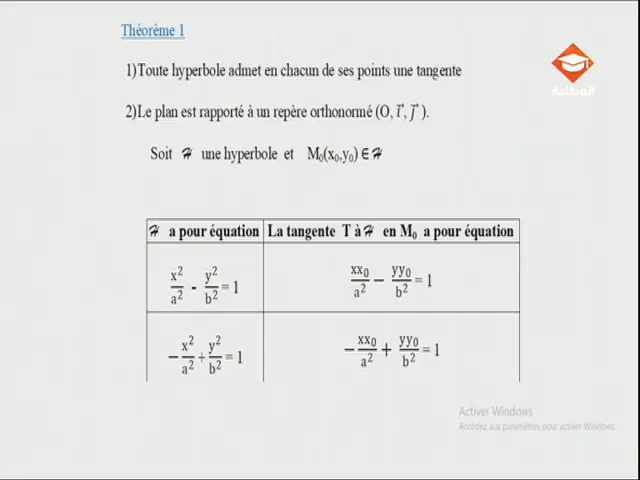 Théorème 1
1)Toute hyperbole admet en chacun de ses points une tangente
2)Le plan est rapporté à un repère orthonormé (O, i⃗, j⃗ ).
Soit ℋ une hyperbole et M₀(x₀,y₀)∈ℋ
ℋ a pour équation | La tangente T à ℋ en M₀ a pour équation
x²/a² - y²/b² = 1 | xx₀/a² − yy₀/b² = 1
−x²/a² + y²/b² = 1 | −xx₀/a² + yy₀/b² = 1
الوطنية
Activer Windows
Accédez aux paramètres pour activer Windows.